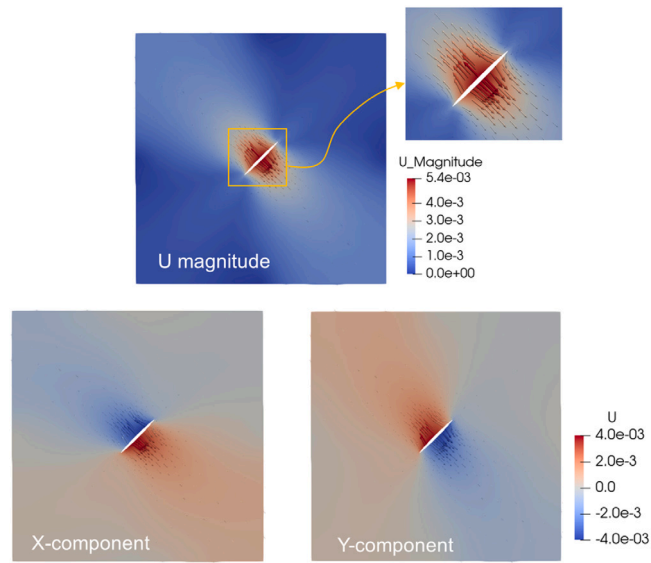 U_Magnitude
5.4e-03
4.0e-3
3.0e-3
2.0e-3
1.0e-3
0.0e+00
U magnitude
U
4.0e-03
2.0e-3
0.0
-2.0e-3
-4.0e-03
X-component
Y-component